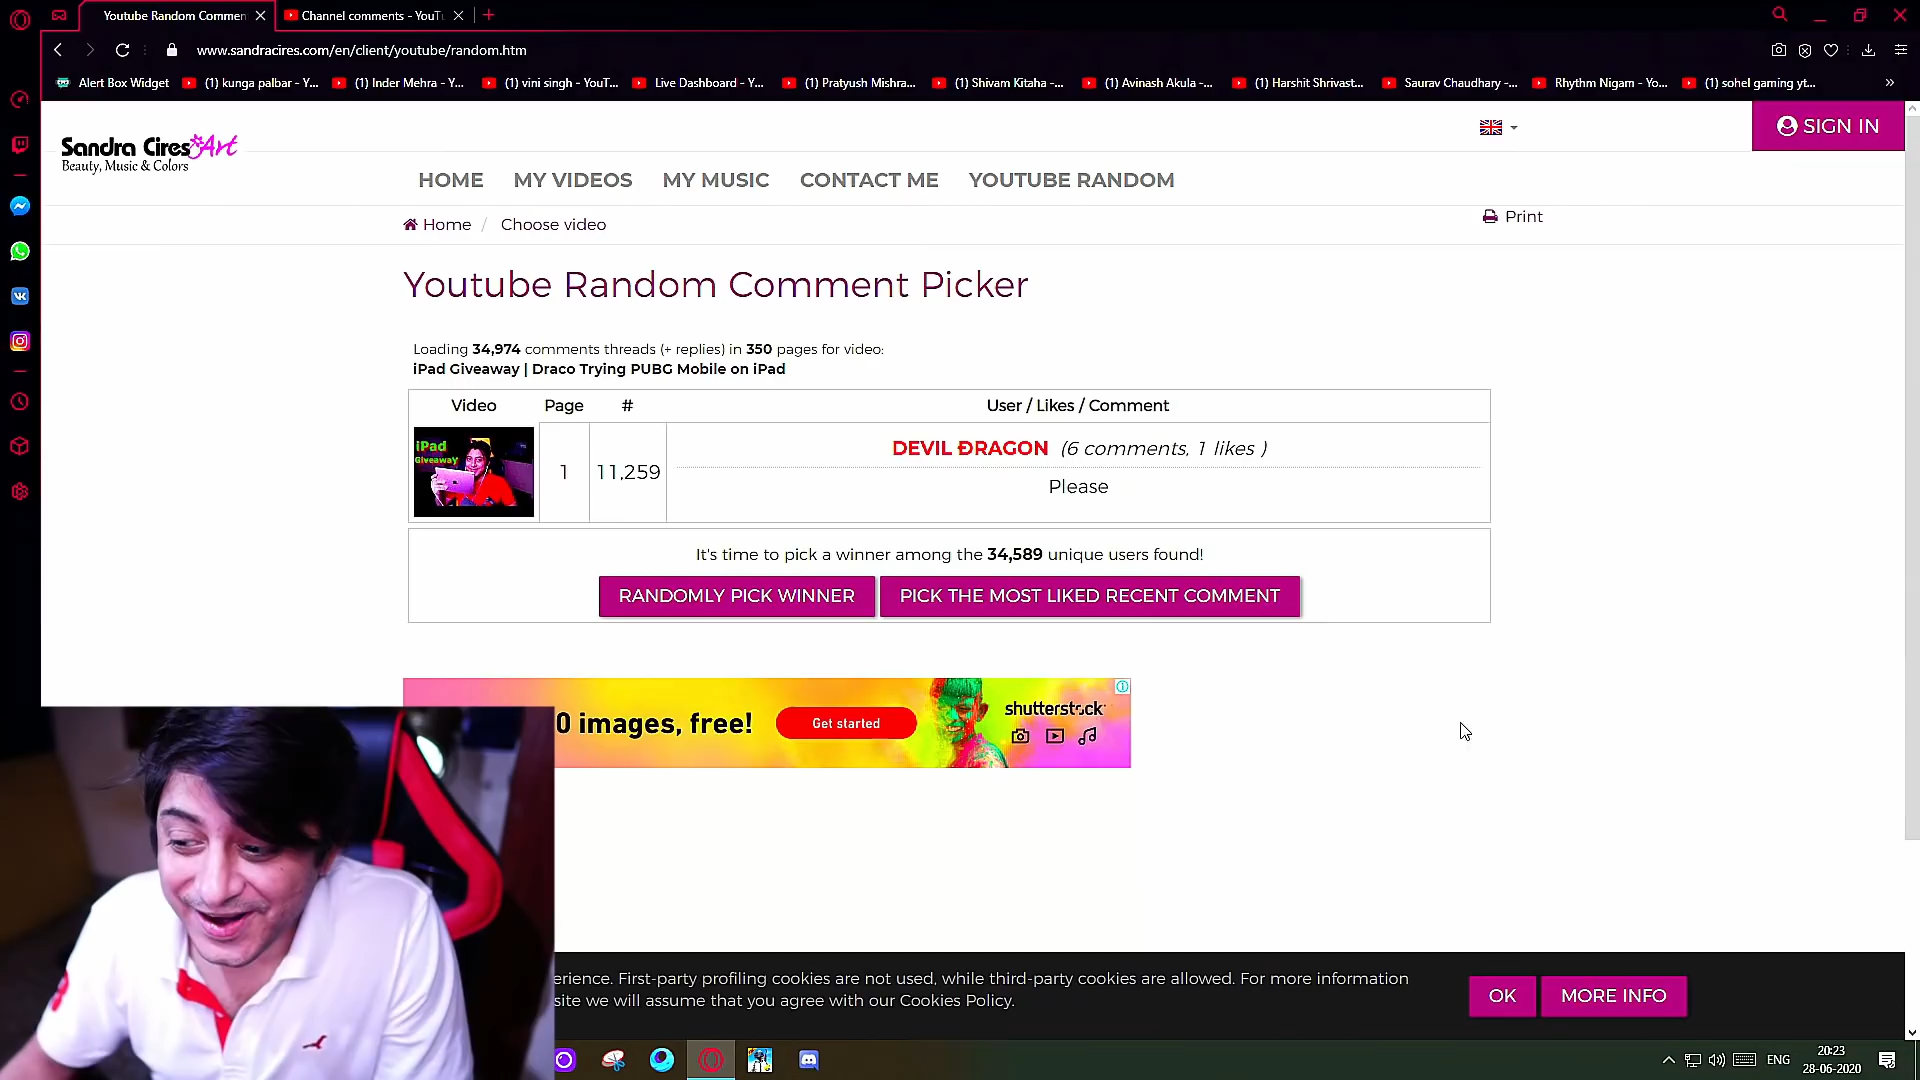 Youtube Random Commen
Channel comments - YouT
www.sandracires.com/en/client/youtube/random.htm
Alert Box Widget
(1) kunga palbar - Y...
(1) Inder Mehra - Y...
(1) vini singh - YouT...
Live Dashboard - Y...
(1) Pratyush Mishra...
(1) Shivam Kitaha -...
(1) Avinash Akula -...
(1) Harshit Shrivast...
Saurav Chaudhary -...
Rhythm Nigam - Yo...
(1) sohel gaming yt...
Sandra Cires Art
Beauty, Music & Colors
SIGN IN
HOME MY VIDEOS MY MUSIC CONTACT ME YOUTUBE RANDOM
Home / Choose video
Print
Youtube Random Comment Picker
Loading 34,974 comments threads (+ replies) in 350 pages for video:
iPad Giveaway | Draco Trying PUBG Mobile on iPad
Video Page # User / Likes / Comment
iPad
Giveaway
1 11,259
DEVIL ĐRAGON (6 comments, 1 likes )
Please
It's time to pick a winner among the 34,589 unique users found!
RANDOMLY PICK WINNER PICK THE MOST LIKED RECENT COMMENT
0 images, free! Get started shutterstock
erience. First-party profiling cookies are not used, while third-party cookies are allowed. For more information
site we will assume that you agree with our Cookies Policy.
OK MORE INFO
ENG
20:23
28-06-2020